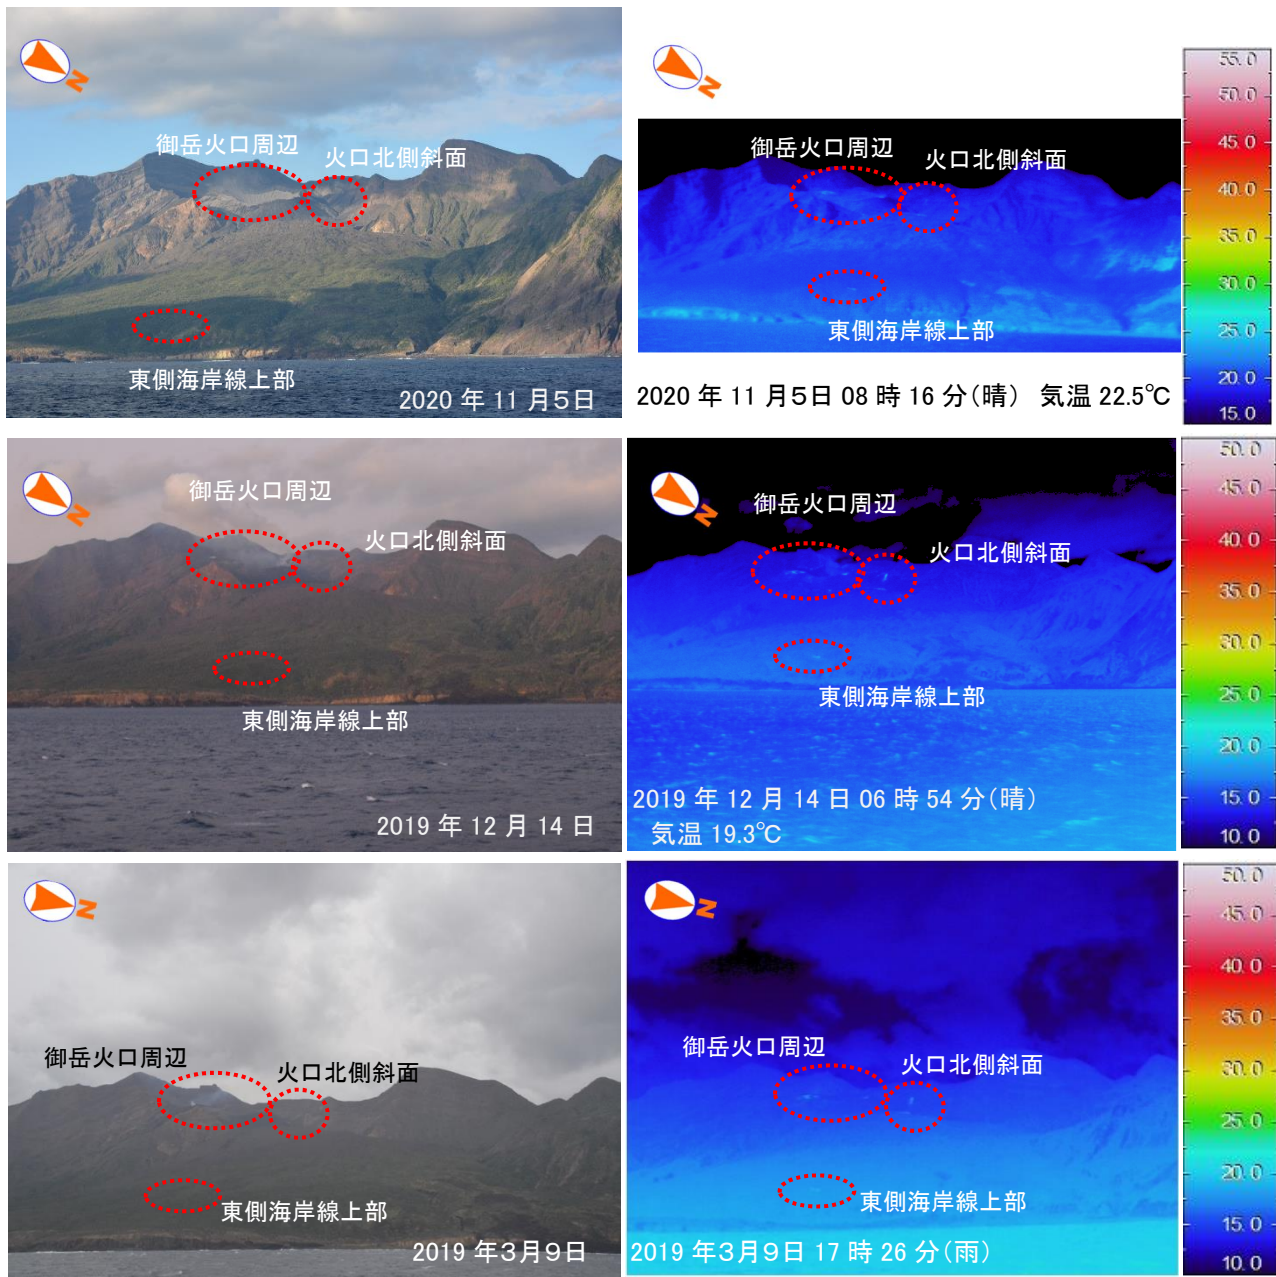 N
御岳火口周辺
火口北側斜面
東側海岸線上部
2020 年 11 月5日
N
御岳火口周辺
火口北側斜面
東側海岸線上部
2020 年 11 月5日 08 時 16 分(晴) 気温 22.5℃
55.0
50.0
45.0
40.0
35.0
30.0
25.0
20.0
15.0
N
御岳火口周辺
火口北側斜面
東側海岸線上部
2019 年 12 月 14 日
N
御岳火口周辺
火口北側斜面
東側海岸線上部
2019 年 12 月 14 日 06 時 54 分(晴)
気温 19.3℃
50.0
45.0
40.0
35.0
30.0
25.0
20.0
15.0
10.0
N
御岳火口周辺
火口北側斜面
東側海岸線上部
2019 年3月9日
N
御岳火口周辺
火口北側斜面
東側海岸線上部
2019 年3月9日 17 時 26 分(雨)
50.0
45.0
40.0
35.0
30.0
25.0
20.0
15.0
10.0